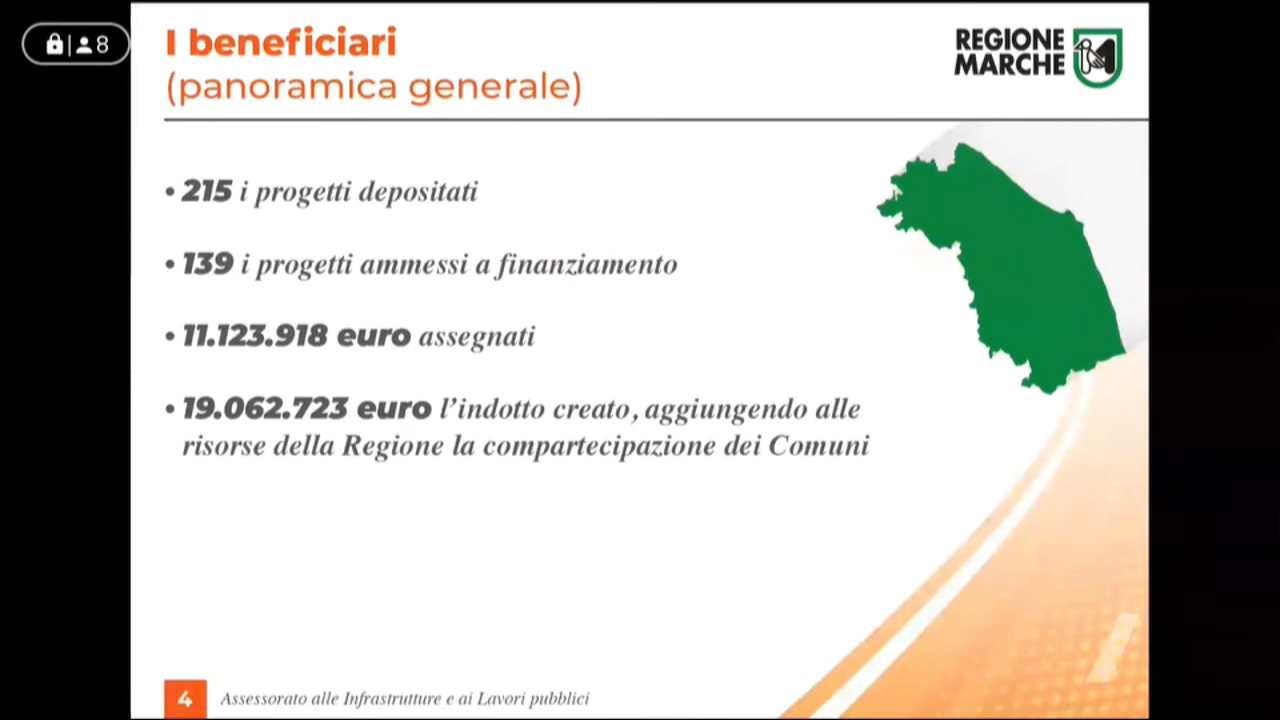 8
I beneficiari
(panoramica generale)
REGIONE
MARCHE
• 215 i progetti depositati
• 139 i progetti ammessi a finanziamento
• 11.123.918 euro assegnati
• 19.062.723 euro l’indotto creato, aggiungendo alle
risorse della Regione la compartecipazione dei Comuni
4 Assessorato alle Infrastrutture e ai Lavori pubblici